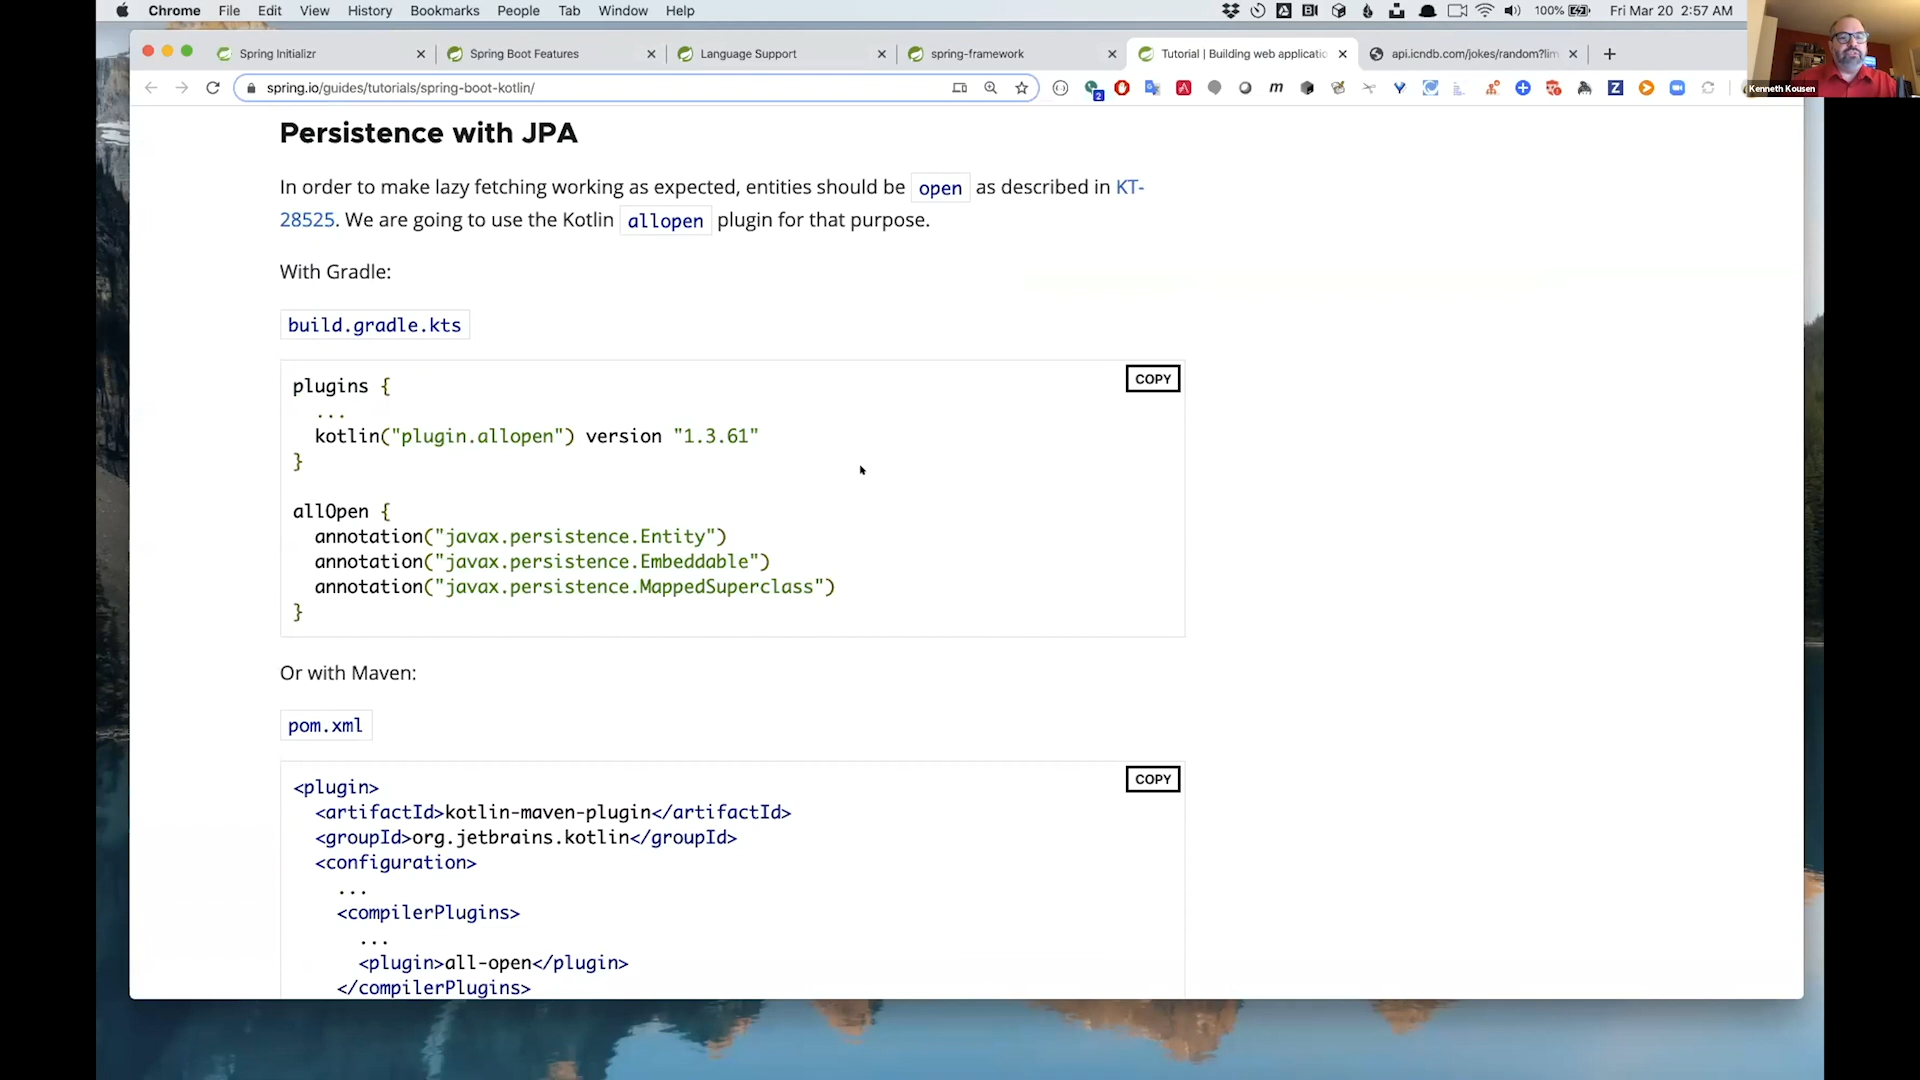 Chrome File Edit View History Bookmarks People Tab Window Help 100% Fri Mar 20 2:57 AM
Spring Initializr
Spring Boot Features
Language Support
spring-framework
Tutorial | Building web applicatio
api.icndb.com/jokes/random?lim
spring.io/guides/tutorials/spring-boot-kotlin/
2
m
Z
Kenneth Kousen
Persistence with JPA
In order to make lazy fetching working as expected, entities should be open as described in KT-
28525. We are going to use the Kotlin allopen plugin for that purpose.
With Gradle:
build.gradle.kts
COPY
plugins {
...
kotlin("plugin.allopen") version "1.3.61"
}
allOpen {
annotation("javax.persistence.Entity")
annotation("javax.persistence.Embeddable")
annotation("javax.persistence.MappedSuperclass")
}
Or with Maven:
pom.xml
COPY
<plugin>
<artifactId>kotlin-maven-plugin</artifactId>
<groupId>org.jetbrains.kotlin</groupId>
<configuration>
...
<compilerPlugins>
...
<plugin>all-open</plugin>
</compilerPlugins>